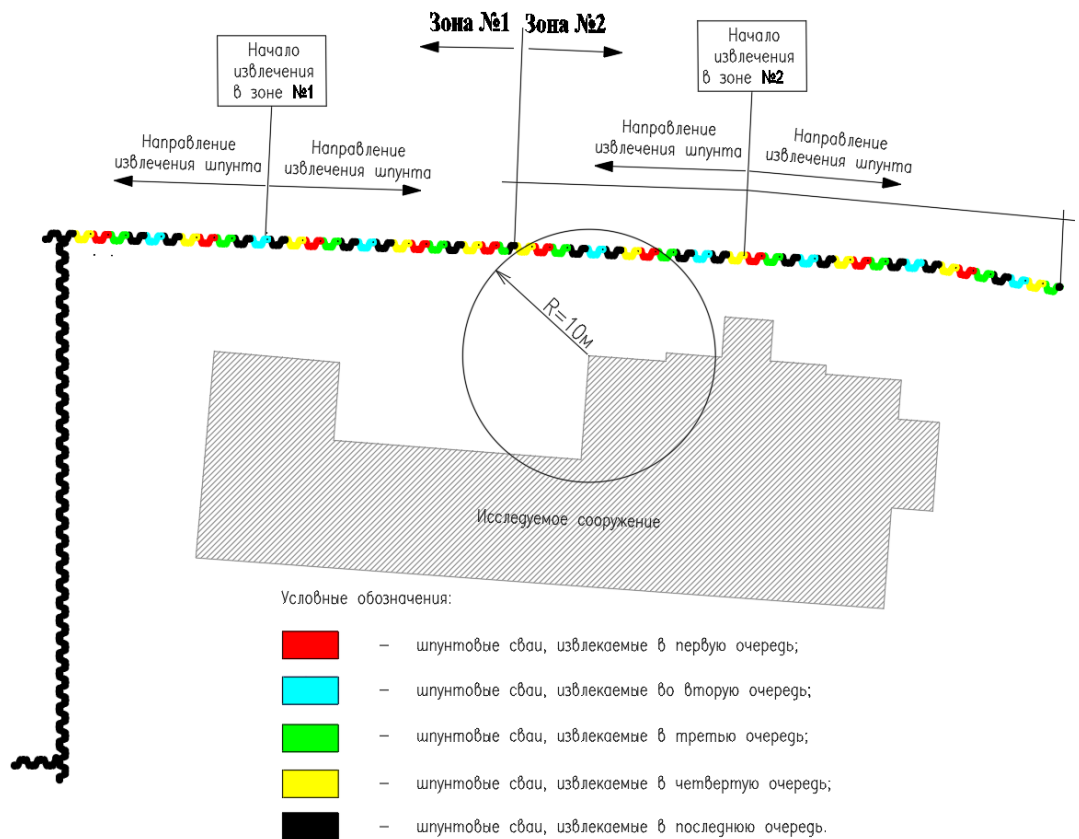 Зона №1 Зона №2
Начало
извлечения
в зоне №1
Начало
извлечения
в зоне №2
Направление
извлечения шпунта
Направление
извлечения шпунта
Направление
извлечения шпунта
Направление
извлечения шпунта
R=10м
Исследуемое сооружение
Условные обозначения:
– шпунтовые сваи, извлекаемые в первую очередь;
– шпунтовые сваи, извлекаемые во вторую очередь;
– шпунтовые сваи, извлекаемые в третью очередь;
– шпунтовые сваи, извлекаемые в четвертую очередь;
– шпунтовые сваи, извлекаемые в последнюю очередь.